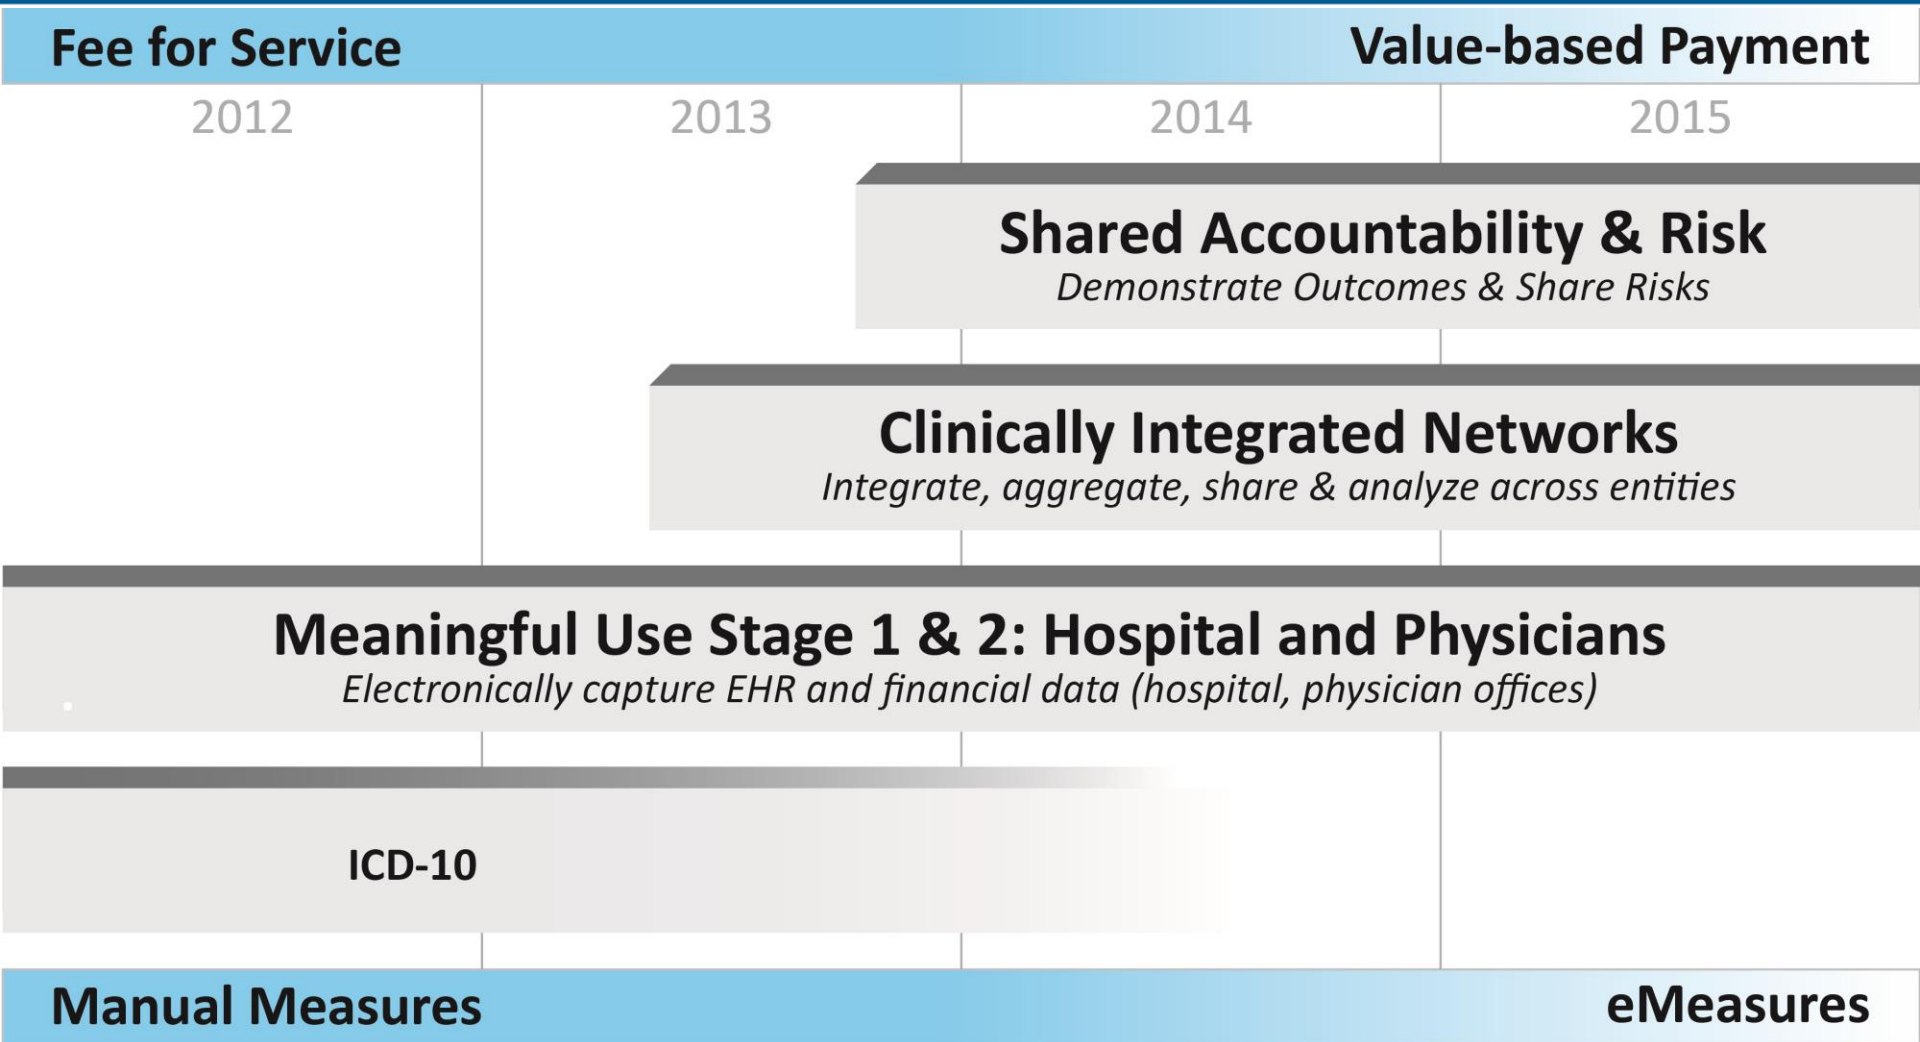 Fee for Service
Value-based Payment
2012
2013
2014
2015
Shared Accountability & Risk
Demonstrate Outcomes & Share Risks
Clinically Integrated Networks
Integrate, aggregate, share & analyze across entities
Meaningful Use Stage 1 & 2: Hospital and Physicians
Electronically capture EHR and financial data (hospital, physician offices)
ICD-10
Manual Measures
eMeasures